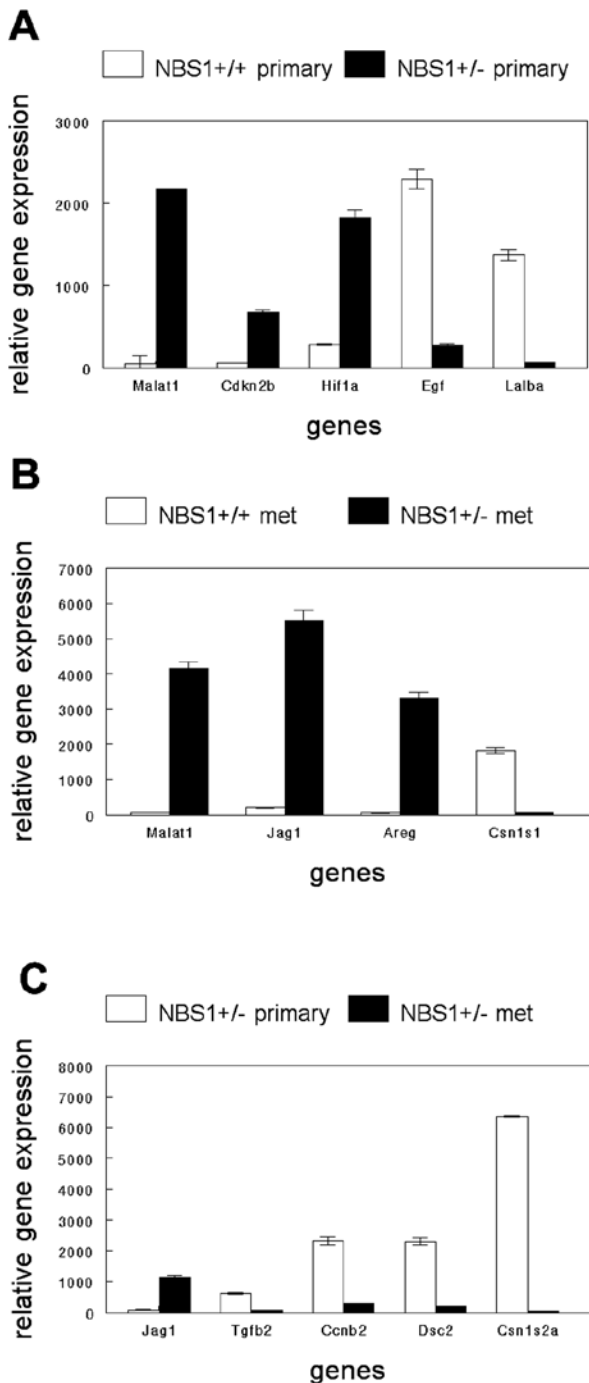 A
NBS1+/+ primary NBS1+/- primary
3000
2000
1000
0
relative gene expression
Malat1 Cdkn2b Hif1a Egf Lalba
genes
B
NBS1+/+ met NBS1+/- met
7000
6000
5000
4000
3000
2000
1000
0
relative gene expression
Malat1 Jag1 Areg Csn1s1
genes
C
NBS1+/- primary NBS1+/- met
8000
7000
6000
5000
4000
3000
2000
1000
0
relative gene expression
Jag1 Tgfb2 Ccnb2 Dsc2 Csn1s2a
genes